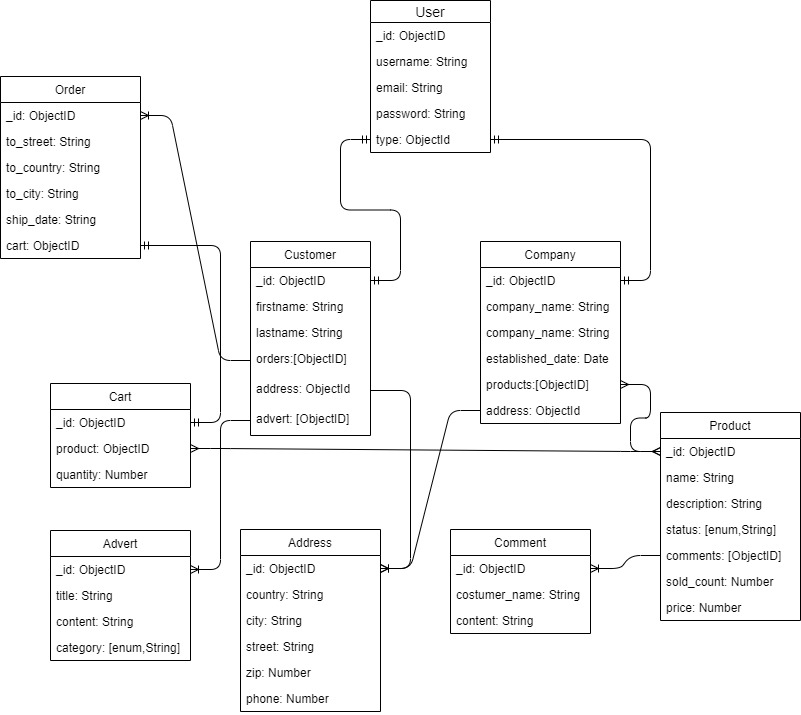 User
_id: ObjectID
username: String
email: String
password: String
type: ObjectId
Order
_id: ObjectID
to_street: String
to_country: String
to_city: String
ship_date: String
cart: ObjectID
Customer
_id: ObjectID
firstname: String
lastname: String
orders:[ObjectID]
address: ObjectId
advert: [ObjectID]
Company
_id: ObjectID
company_name: String
company_name: String
established_date: Date
products:[ObjectID]
address: ObjectId
Cart
_id: ObjectID
product: ObjectID
quantity: Number
Product
_id: ObjectID
name: String
description: String
status: [enum,String]
comments: [ObjectID]
sold_count: Number
price: Number
Advert
_id: ObjectID
title: String
content: String
category: [enum,String]
Address
_id: ObjectID
country: String
city: String
street: String
zip: Number
phone: Number
Comment
_id: ObjectID
costumer_name: String
content: String